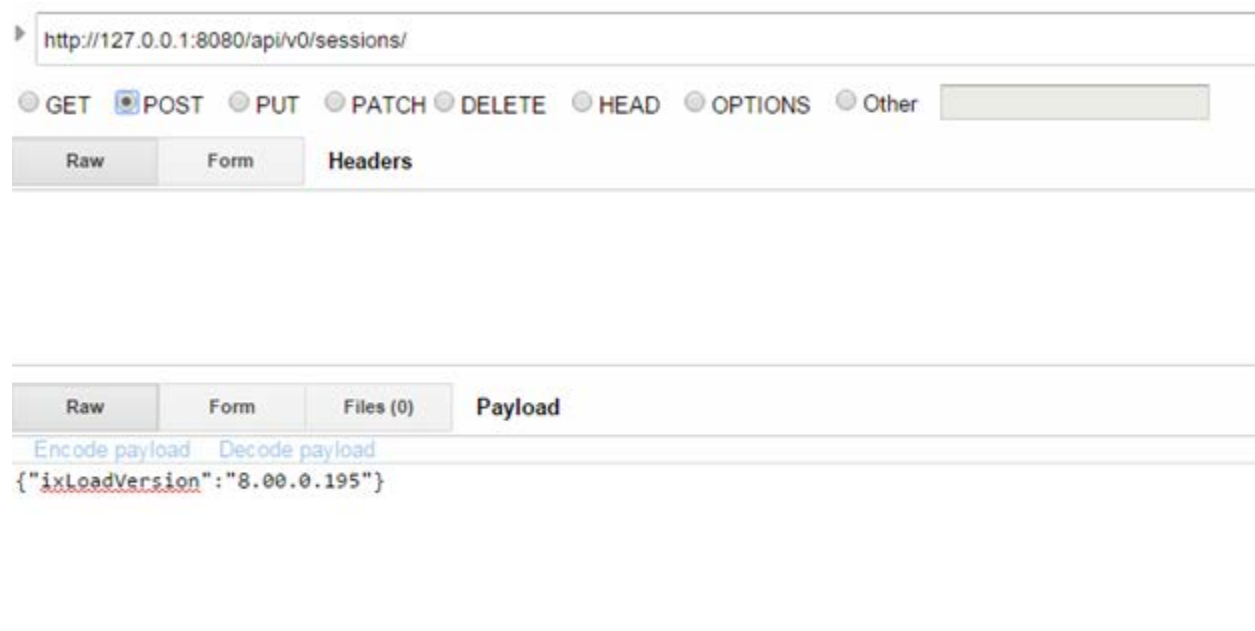 http://127.0.0.1:8080/api/v0/sessions/
GET POST PUT PATCH DELETE HEAD OPTIONS Other
Raw Form Headers
Raw Form Files (0) Payload
Encode payload Decode payload
{"ixLoadVersion":"8.00.0.195"}